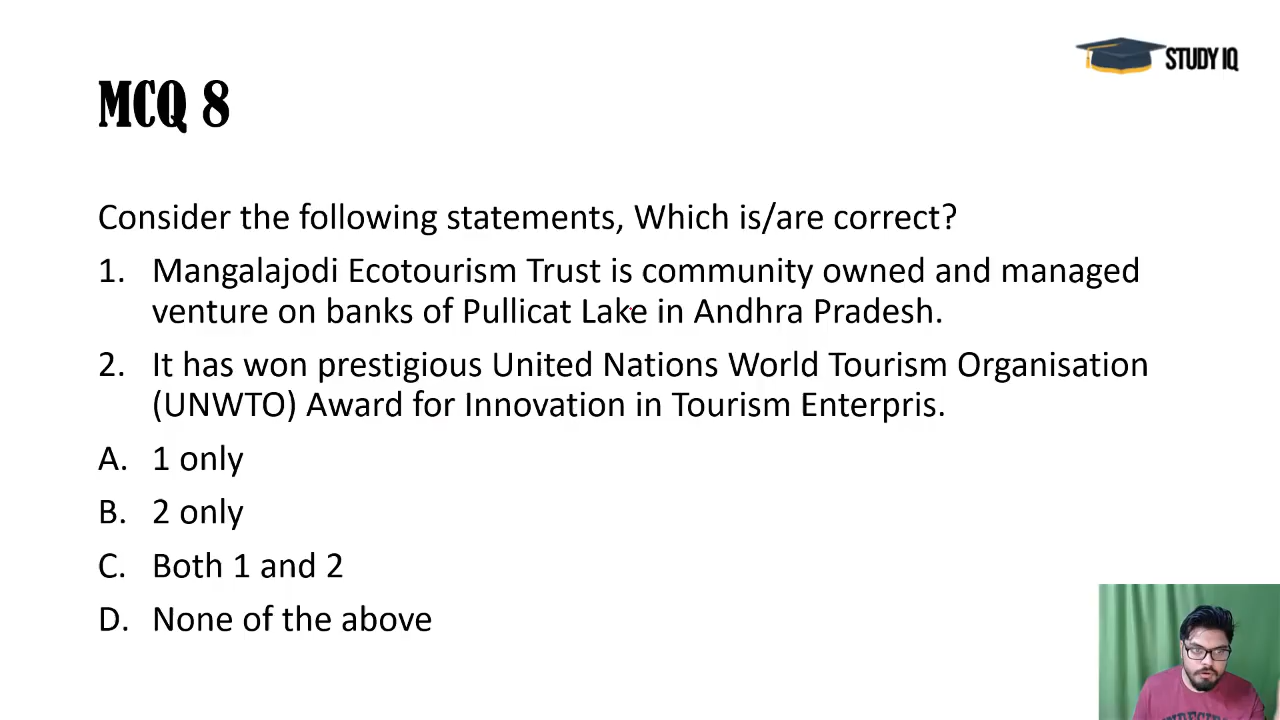 STUDY IQ
MCQ 8
Consider the following statements, Which is/are correct?
1. Mangalajodi Ecotourism Trust is community owned and managed
venture on banks of Pullicat Lake in Andhra Pradesh.
2. It has won prestigious United Nations World Tourism Organisation
(UNWTO) Award for Innovation in Tourism Enterpris.
A. 1 only
B. 2 only
C. Both 1 and 2
D. None of the above